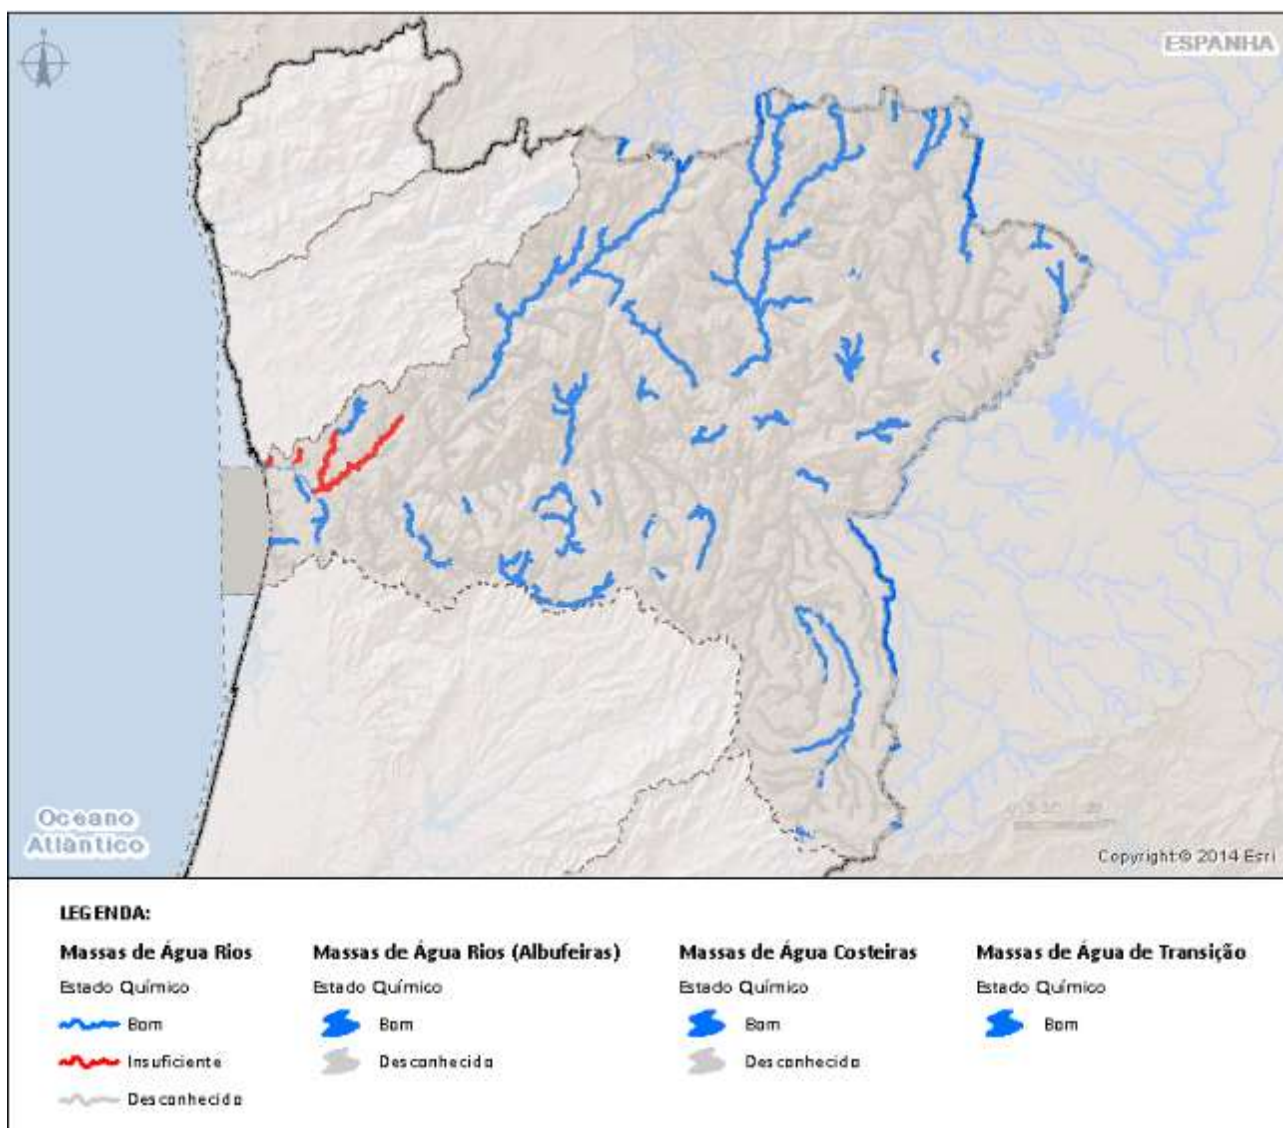 ESPANHA
Oceano
Atlântico
Copyright:© 2014 Esri
LEGENDA:
Massas de Água Rios
Estado Químico
Bom
Insuficiente
Desconhecido
Massas de Água Rios (Albufeiras)
Estado Químico
Bom
Desconhecido
Massas de Água Costeiras
Estado Químico
Bom
Desconhecido
Massas de Água de Transição
Estado Químico
Bom